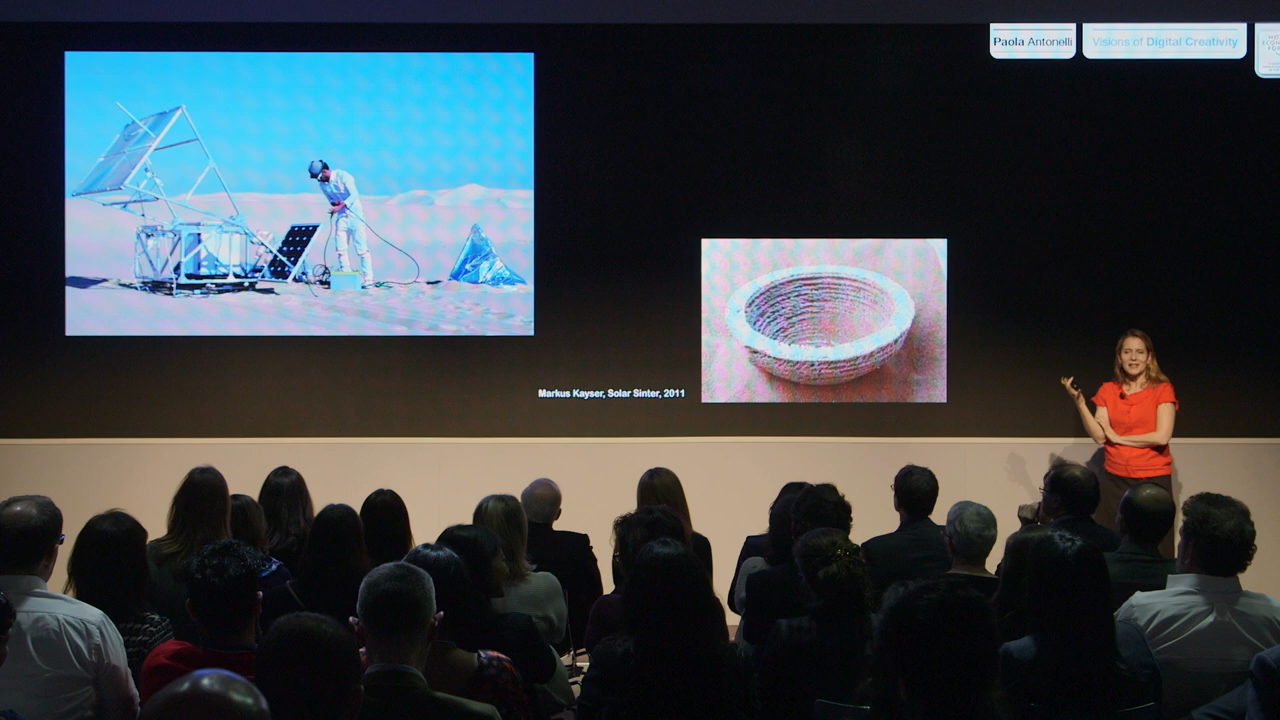 Paola Antonelli
Visions of Digital Creativity
Markus Kayser, Solar Sinter, 2011